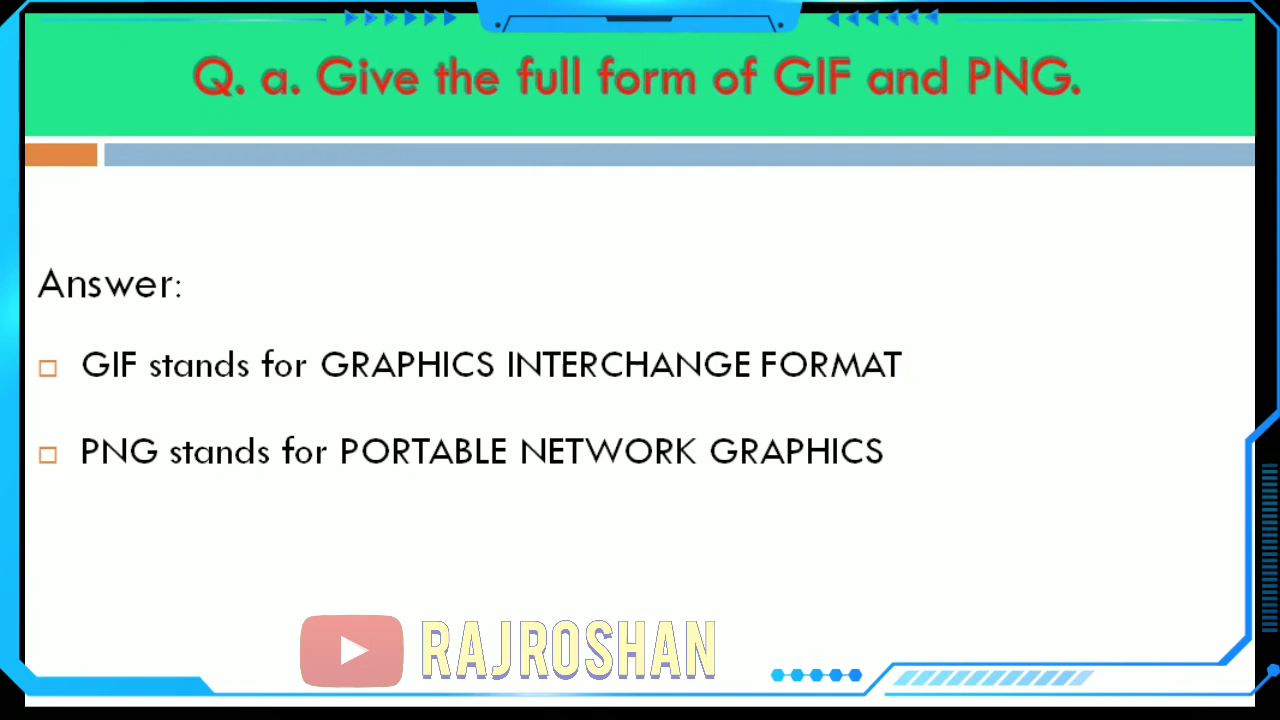 Q. a. Give the full form of GIF and PNG.
Answer:
GIF stands for GRAPHICS INTERCHANGE FORMAT
PNG stands for PORTABLE NETWORK GRAPHICS
RAJROSHAN